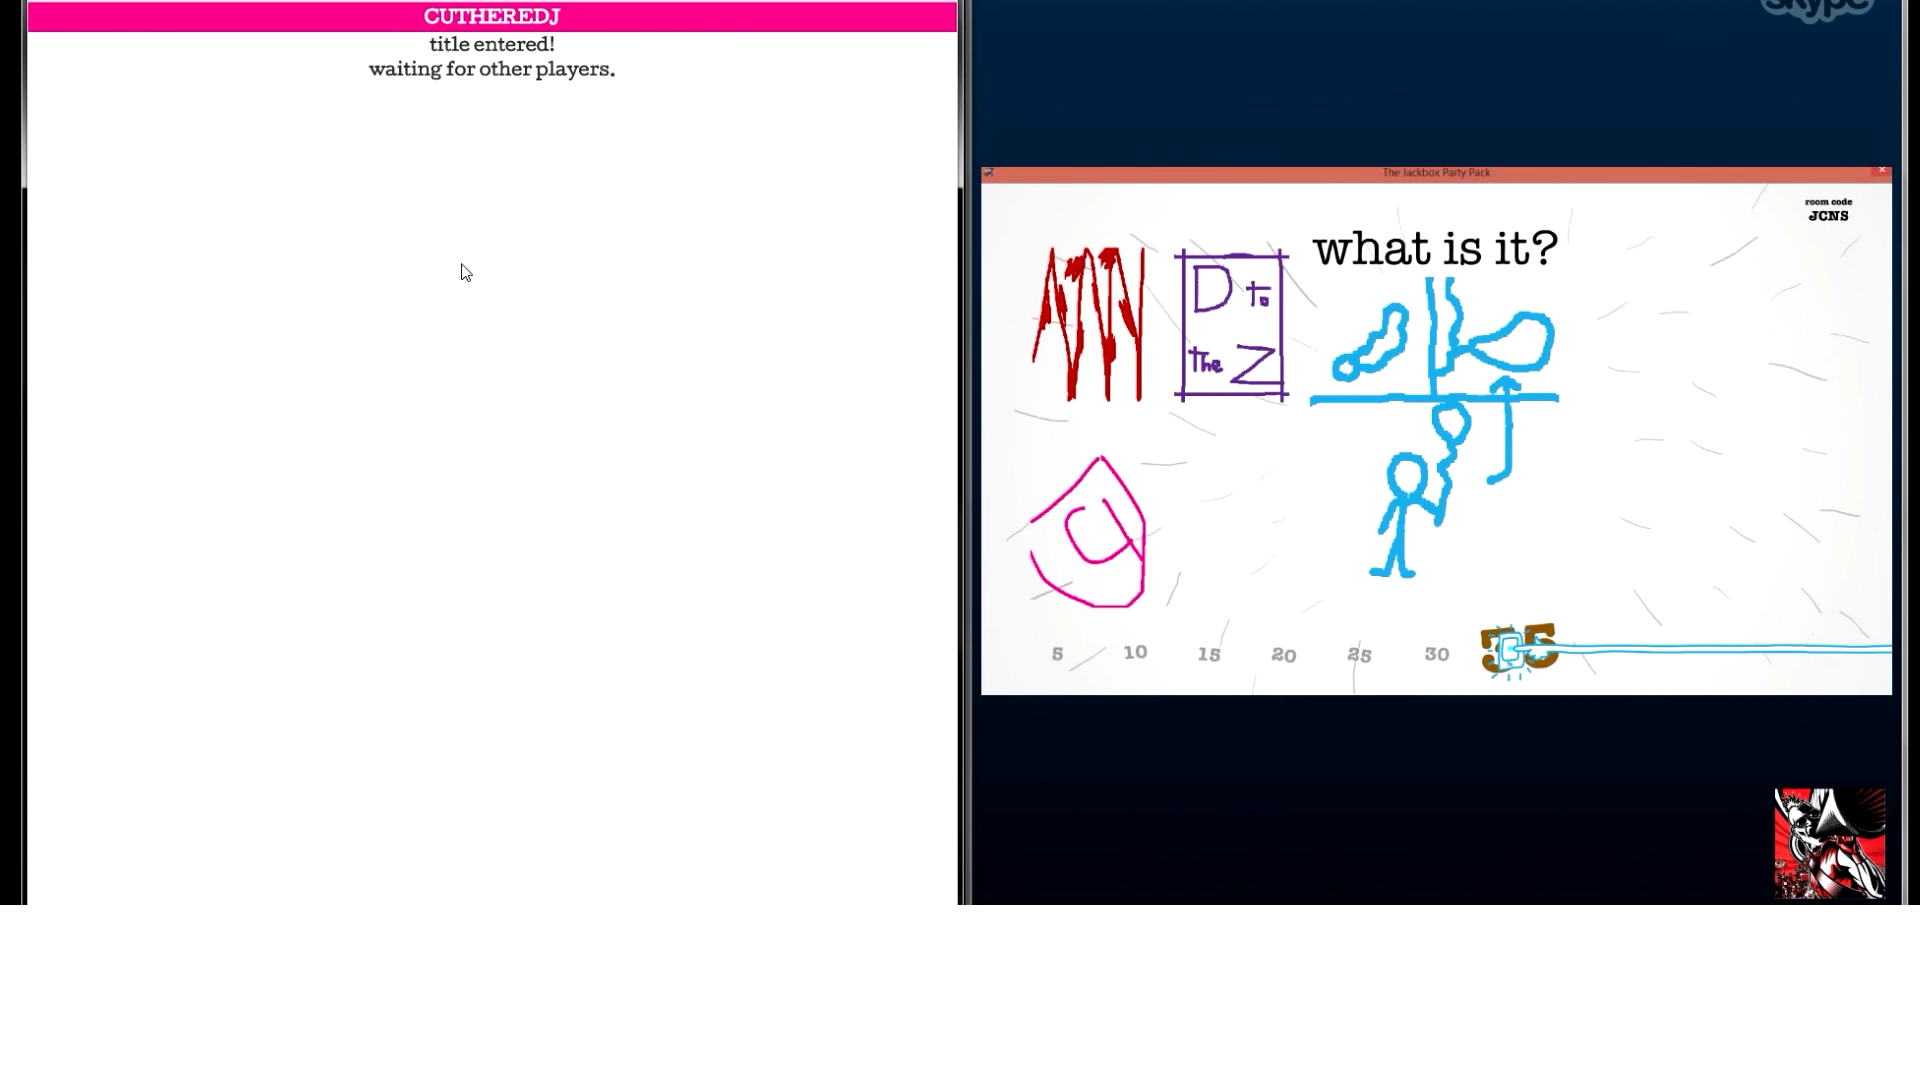 CUTHEREDJ
title entered!
waiting for other players.
skype
The Jackbox Party Pack
room code
JCNS
what is it?
D to
the Z
5 10 15 20 25 30 35